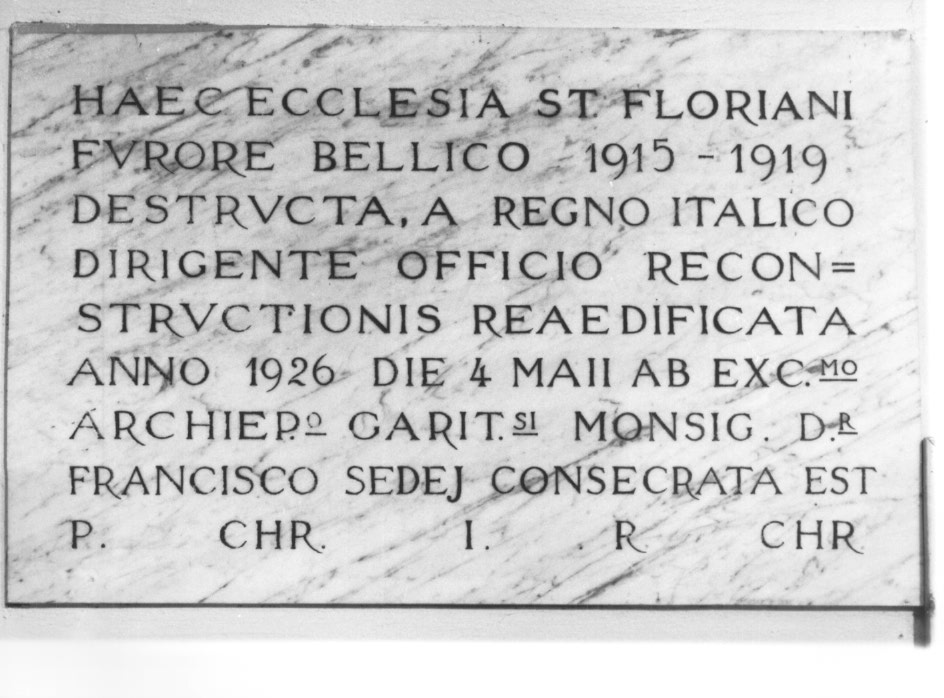 HAEC ECCLESIA ST. FLORIANI
FVRORE BELLICO 1915 - 1919
DESTRVCTA, A REGNO ITALICO
DIRIGENTE OFFICIO RECON=
STRVCTIONIS REAEDIFICATA
ANNO 1926 DIE 4 MAII AB EXC.MO
ARCHIEP.O GARIT.SI MONSIG. D.R
FRANCISCO SEDEJ CONSECRATA EST
P. CHR. I. R CHR.